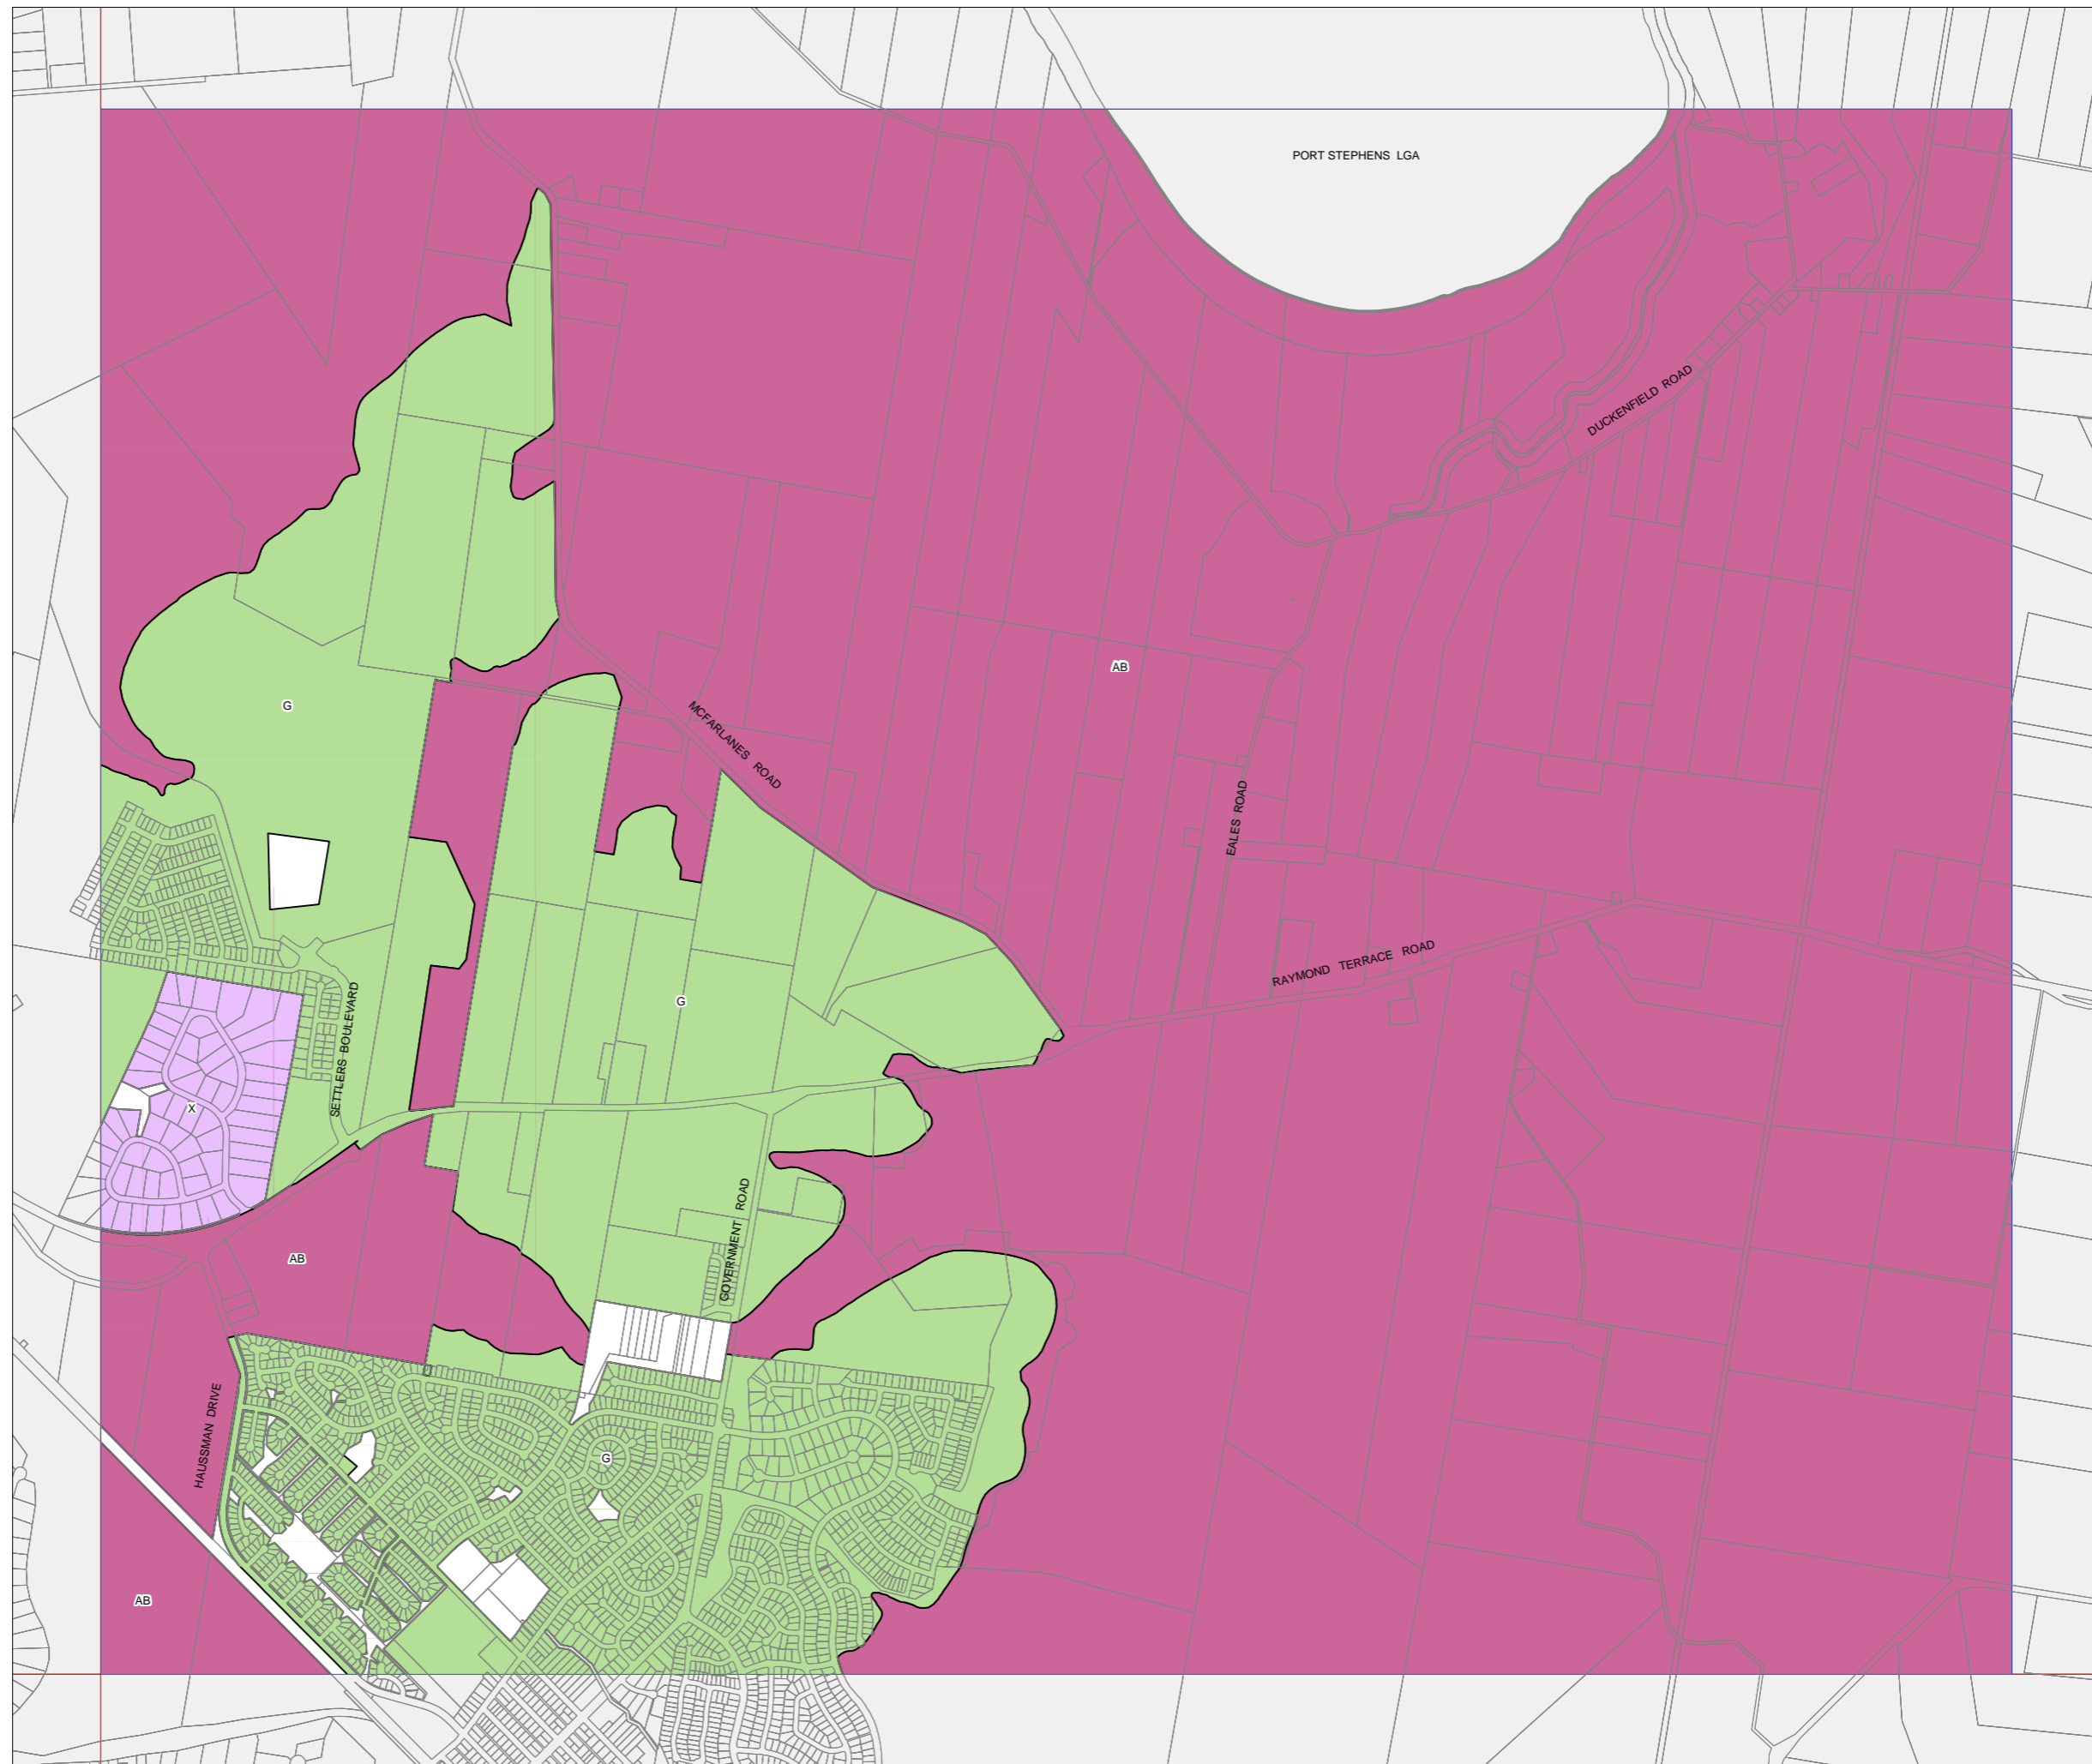 PORT STEPHENS LGA
DUCKENFIELD ROAD
AB
G
MCFARLANES ROAD
EALES ROAD
RAYMOND TERRACE ROAD
G
SETTLERS BOULEVARD
X
GOVERNMENT ROAD
AB
HAUSSMAN DRIVE
G
AB